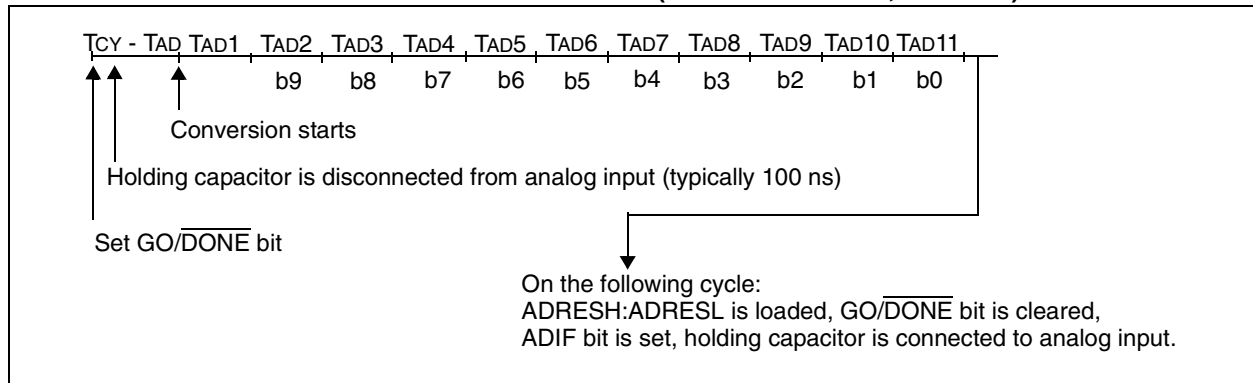 TCY - TAD TAD1 TAD2 TAD3 TAD4 TAD5 TAD6 TAD7 TAD8 TAD9 TAD10 TAD11
b9 b8 b7 b6 b5 b4 b3 b2 b1 b0
Conversion starts
Holding capacitor is disconnected from analog input (typically 100 ns)
Set GO/DONE bit
On the following cycle:
ADRESH:ADRESL is loaded, GO/DONE bit is cleared,
ADIF bit is set, holding capacitor is connected to analog input.